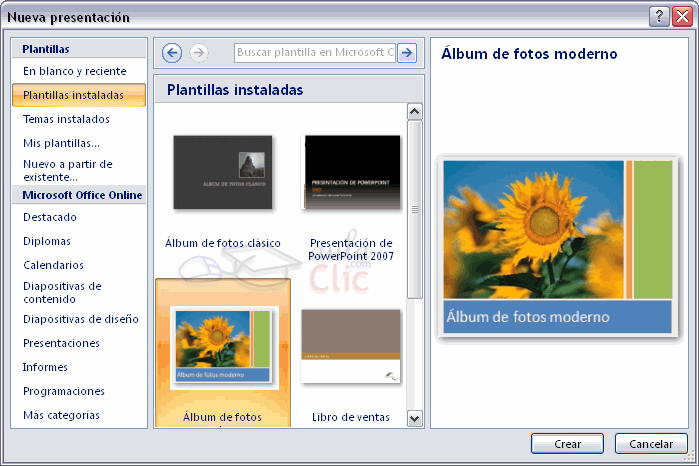 Nueva presentación
Plantillas
En blanco y reciente
Plantillas instaladas
Temas instalados
Mis plantillas...
Nuevo a partir de
existente...
Microsoft Office Online
Destacado
Diplomas
Calendarios
Diapositivas de
contenido
Diapositivas de diseño
Presentaciones
Informes
Programaciones
Más categorías
Buscar plantilla en Microsoft O
Plantillas instaladas
ÁLBUM DE FOTOS CLÁSICO
Álbum de fotos clásico
PRESENTACIÓN DE POWERPOINT
2007
Presentación de
PowerPoint 2007
aula
.com
Clic
Álbum de fotos moderno
Álbum de fotos
Libro de ventas
Álbum de fotos moderno
Álbum de fotos moderno
Crear
Cancelar